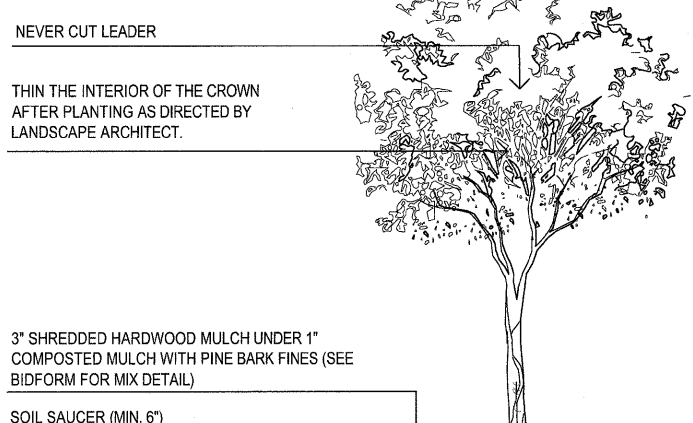 NEVER CUT LEADER
THIN THE INTERIOR OF THE CROWN
AFTER PLANTING AS DIRECTED BY
LANDSCAPE ARCHITECT.
3" SHREDDED HARDWOOD MULCH UNDER 1"
COMPOSTED MULCH WITH PINE BARK FINES (SEE
BIDFORM FOR MIX DETAIL)
SOIL SAUCER (MIN. 6")